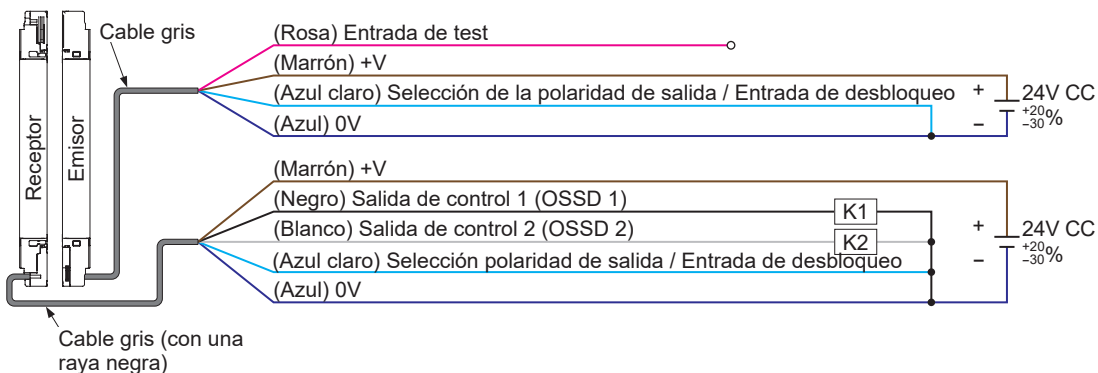 Cable gris
(Rosa) Entrada de test
(Marrón) +V
(Azul claro) Selección de la polaridad de salida / Entrada de desbloqueo
(Azul) 0V
+
–
24V CC
+20
–30%
Receptor
Emisor
(Marrón) +V
(Negro) Salida de control 1 (OSSD 1)
K1
(Blanco) Salida de control 2 (OSSD 2)
K2
(Azul claro) Selección polaridad de salida / Entrada de desbloqueo
(Azul) 0V
+
–
24V CC
+20
–30%
Cable gris (con una
raya negra)